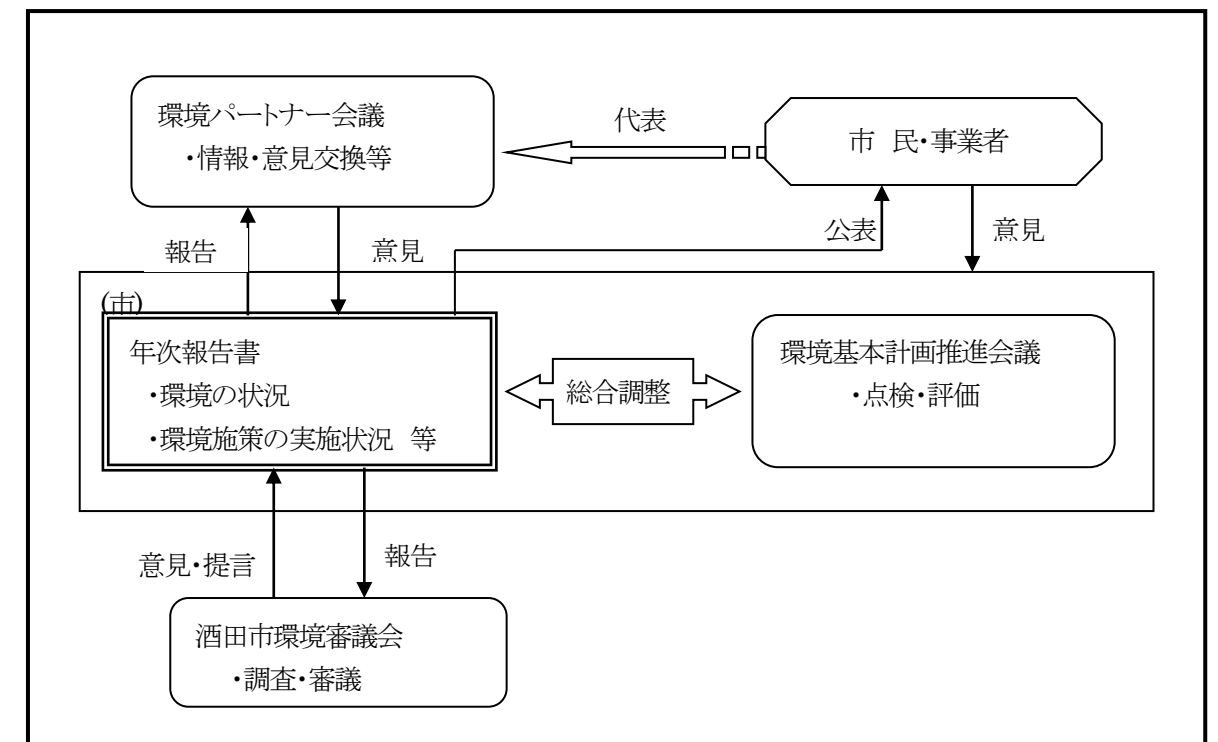 環境パートナー会議
・情報・意見交換等
代表
市　民・事業者
報告
意見
公表
意見
(市)
年次報告書
・環境の状況
・環境施策の実施状況　等
総合調整
環境基本計画推進会議
・点検・評価
意見・提言
報告
酒田市環境審議会
・調査・審議